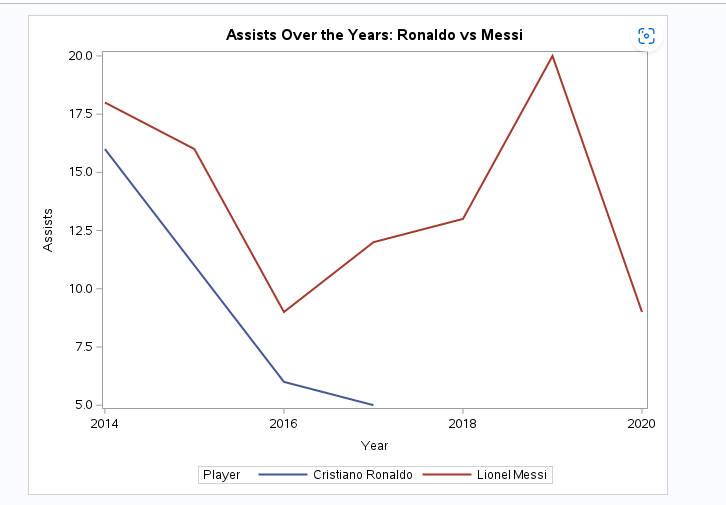 Assists Over the Years: Ronaldo vs Messi
20.0
17.5
15.0
12.5
10.0
7.5
5.0
Assists
2014 2016 2018 2020
Year
Player Cristiano Ronaldo Lionel Messi